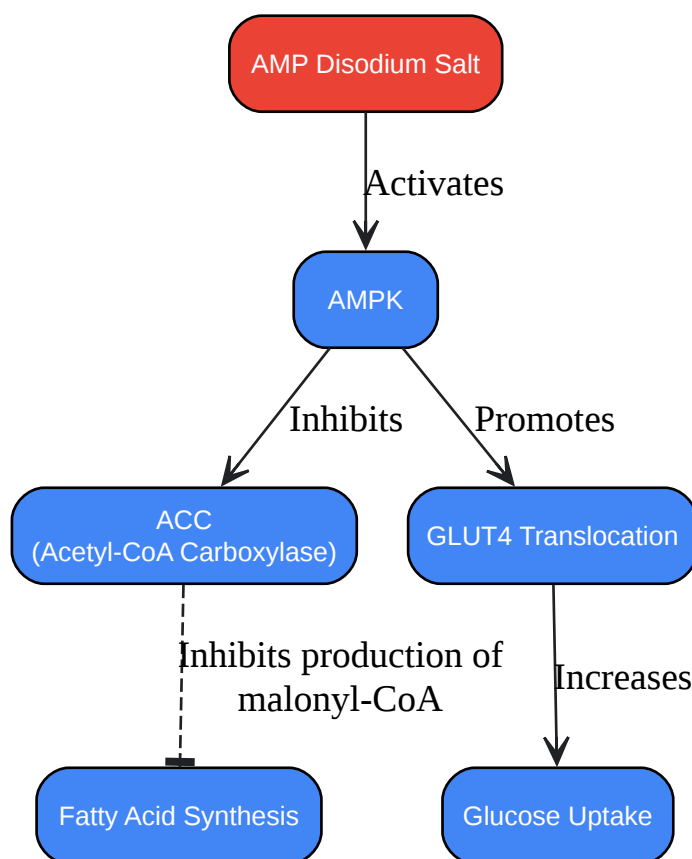 AMP Disodium Salt
Activates
AMPK
Inhibits
Promotes
ACC
(Acetyl-CoA Carboxylase)
GLUT4 Translocation
Inhibits production of
malonyl-CoA
Increases
Fatty Acid Synthesis
Glucose Uptake